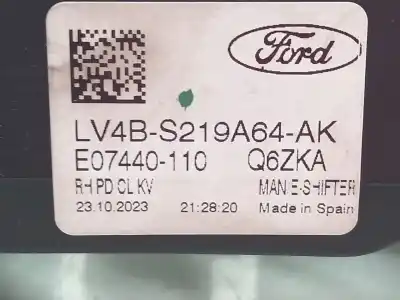 Ford
LV4B-S219A64-AK
E07440-110 Q6ZKA
RH PD CL KV MAN E-SHIFTER
23.10.2023 21:28:20 Made in Spain